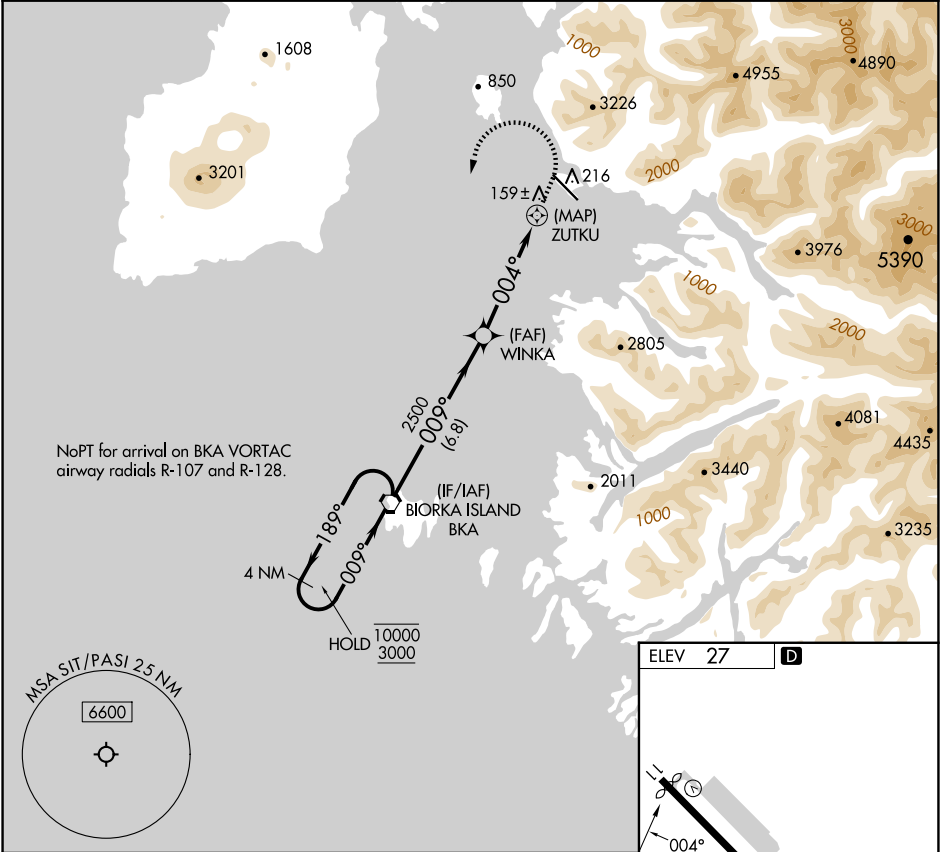 1608
3201
850
1000
3226
4955
3000
4890
2000
216
159±
(MAP)
ZUTKU
3976
3000
5390
004°
1000
2000
(FAF)
WINKA
2805
2500
009°
(6.8)
NoPT for arrival on BKA VORTAC
airway radials R-107 and R-128.
4081
4435
(IF/IAF)
BIORKA ISLAND
BKA
2011
3440
1000
3235
189°
009°
4 NM
HOLD
10000
3000
MSA SIT/PASI 25 NM
6600
ELEV 27 D
11
V
004°